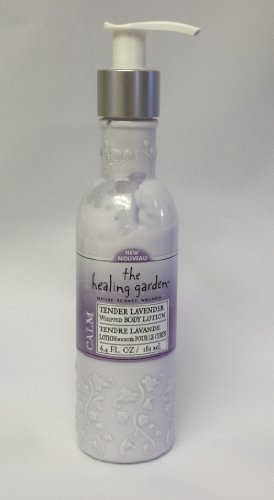 NEW
NOUVEAU
the
healing garden
NATURE. SCIENCE. WELLNESS.
CALM
TENDER LAVENDER
WHIPPED BODY LOTION
TENDRE LAVANDE
LOTION POUR LE CORPS
6.4 FL. OZ / 189 mL